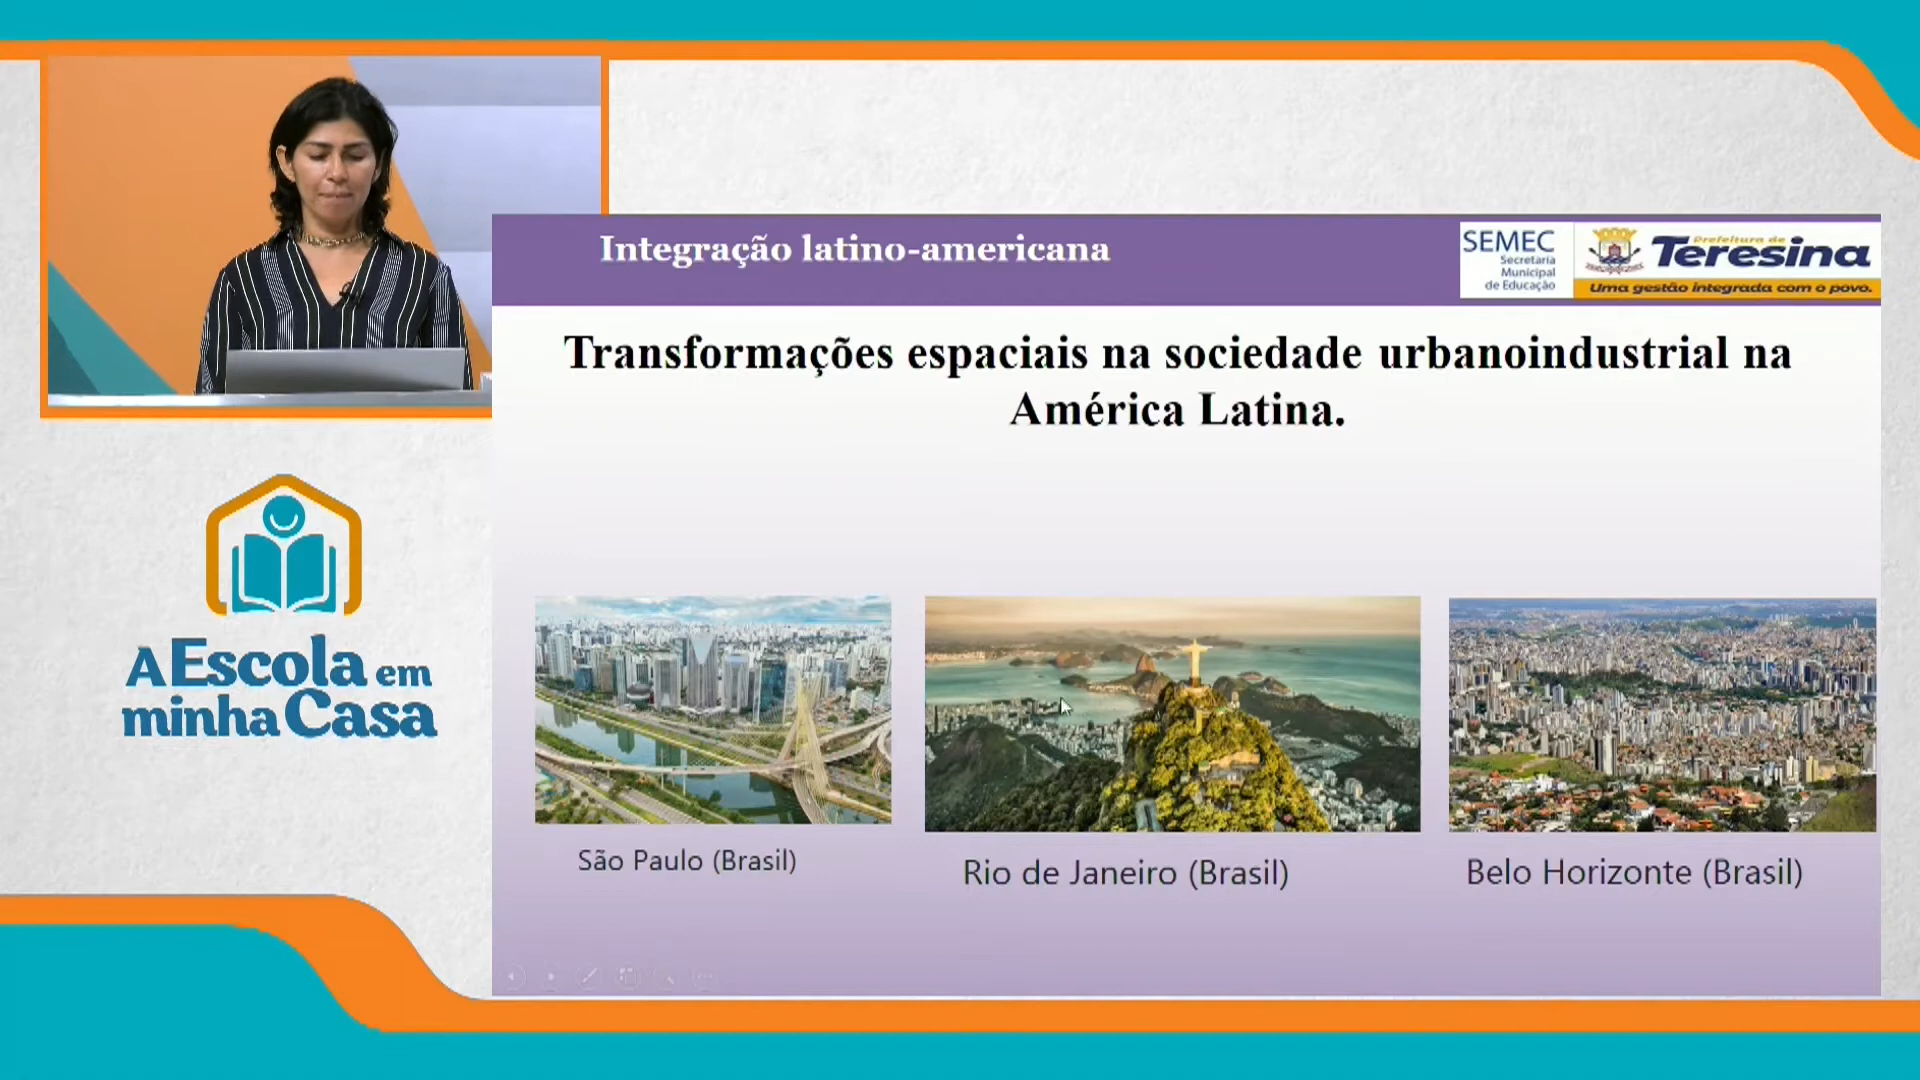 Integração latino-americana
SEMEC
Secretaria
Municipal
de Educação
Prefeitura de
Teresina
Uma gestão integrada com o povo.
Transformações espaciais na sociedade urbanoindustrial na
América Latina.
A Escola em
minha Casa
São Paulo (Brasil)
Rio de Janeiro (Brasil)
Belo Horizonte (Brasil)